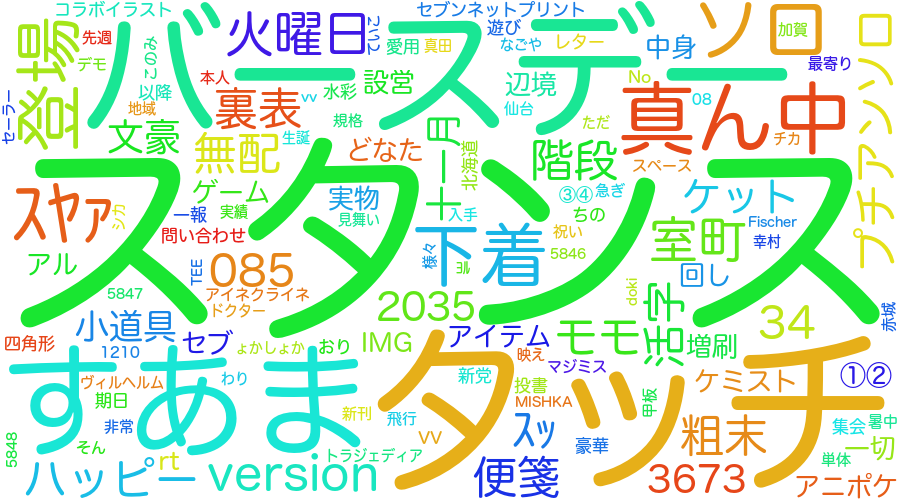 コラボイラスト
セブンネットプリント
火曜日
バースデー
ソロ
加賀
登場
先週
デモ
このみ
愛用
真田
遊び
なごや
レター
中身
最寄り
プチアンソロ
本人
以降
地域
vv
水彩
設営
辺境
仙台
No
08
セーラー
文豪
裏表
規格
ただ
真ん中
チカ
無配
生誕
どなた
十一月
北海道
階段
スペース
スタンス
スヤァ
ゲーム
実物
見舞い
③④
急ぎ
ケット
シカ
一報
実績
問い合わせ
入手
ちの
祝い
5846
室町
Fischer
幸村
下着
様々
アル
TEE
085
回し
doki
5847
アイネクライネ
ドクター
2035
活字
34
赤城
小道具
セブ
IMG
アイテム
モモ
増刷
四角形
1210
ょかしょか
おり
映え
マジミス
①②
すあま
タッチ
ヴィルヘルム
わり
新党
投書
MISHKA
甲板
ケミスト
期日
非常
新刊
飛行
スッ
豪華
粗末
集会
暑中
5848
そん
vv
トラジェディア
単体
一切
ハッピー
rt
version
便箋
3673
アニポケ